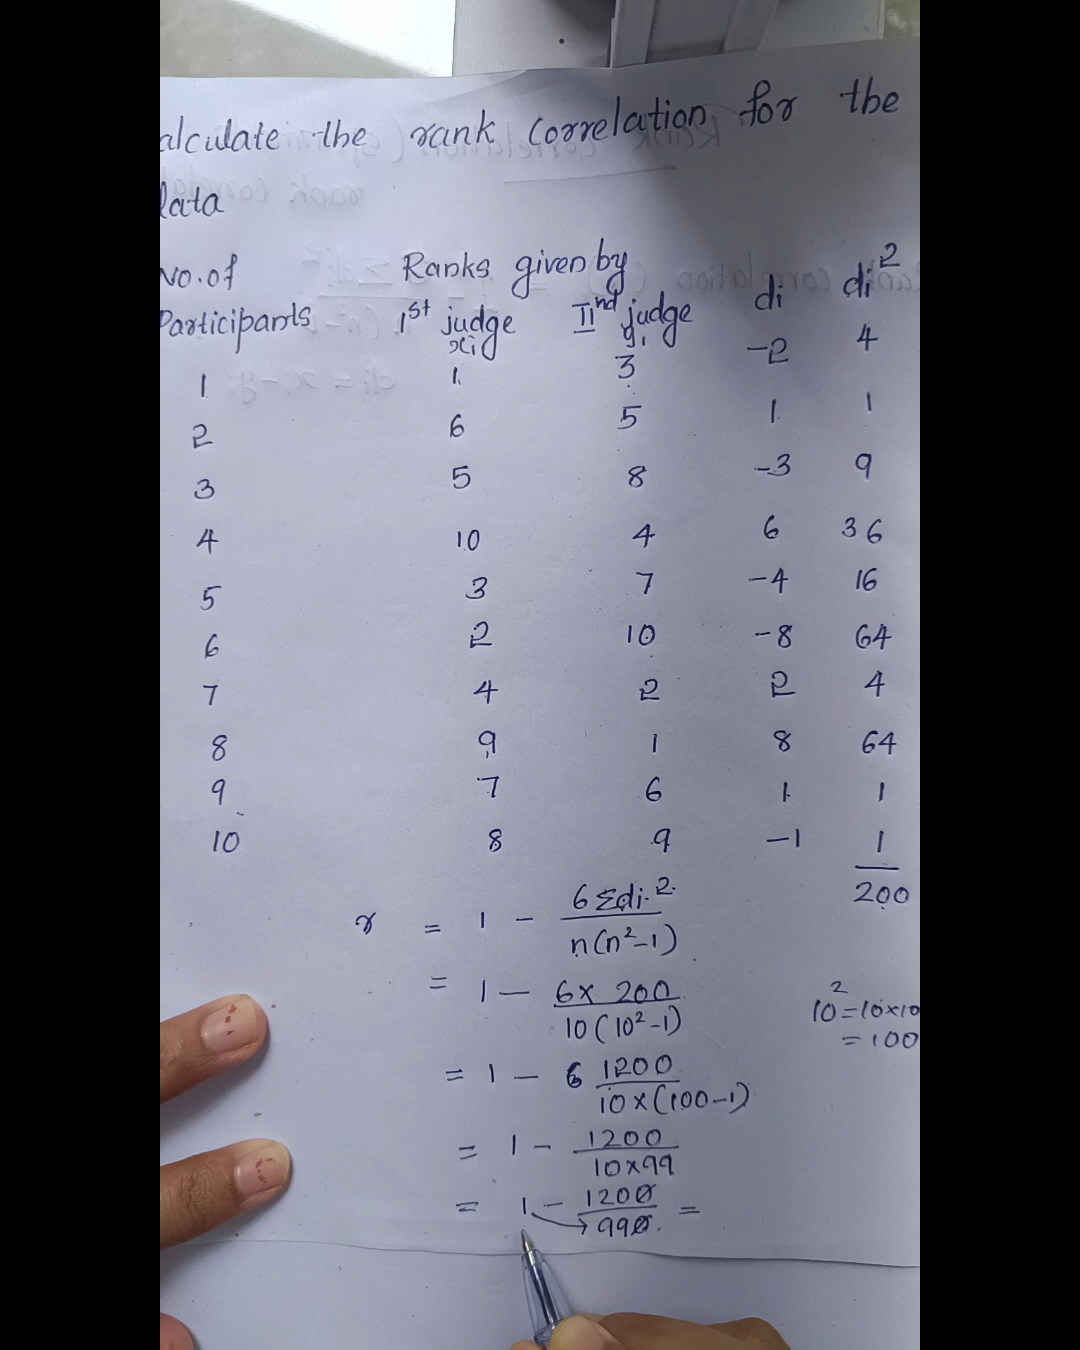 alculate the rank correlation for the
data
No. of Ranks given by
Participants 1st judge IInd judge di di2
xi yi
1 1 3 -2 4
2 6 5 1 1
3 5 8 -3 9
4 10 4 6 36
5 3 7 -4 16
6 2 10 -8 64
7 4 2 2 4
8 9 1 8 64
9 7 6 1 1
10 8 9 -1 1
200
r = 1 - 6Σdi2 / n(n2-1)
= 1 - 6x 200 / 10(102-1)
102=10x10
=100
= 1 - 6 1200 / 10x(100-1)
= 1 - 1200 / 10x99
= 1 - 1200 / 990 =